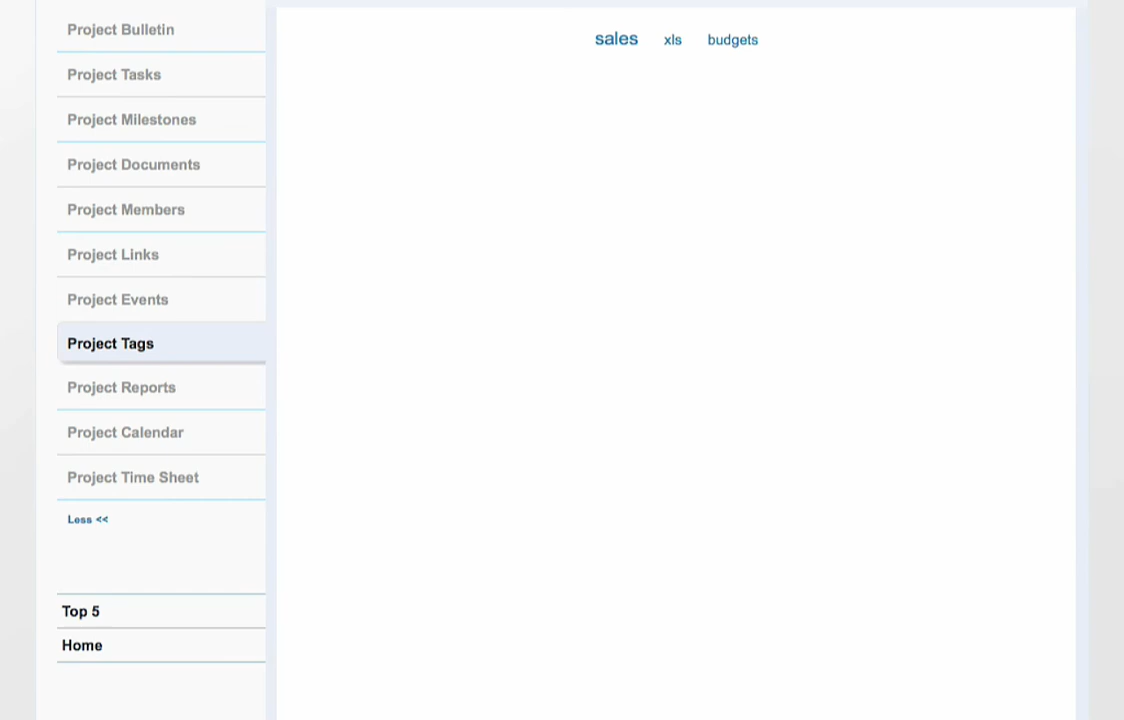 Project Bulletin
Project Tasks
Project Milestones
Project Documents
Project Members
Project Links
Project Events
Project Tags
Project Reports
Project Calendar
Project Time Sheet
Less <<
Top 5
Home
sales xls budgets